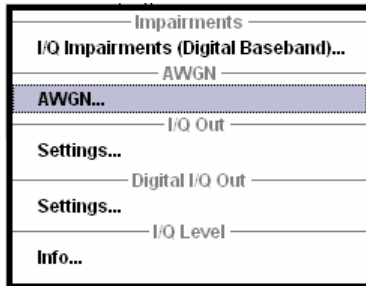 Impairments
I/Q Impairments (Digital Baseband)...
AWGN
AWGN...
I/Q Out
Settings...
Digital I/Q Out
Settings...
I/Q Level
Info...